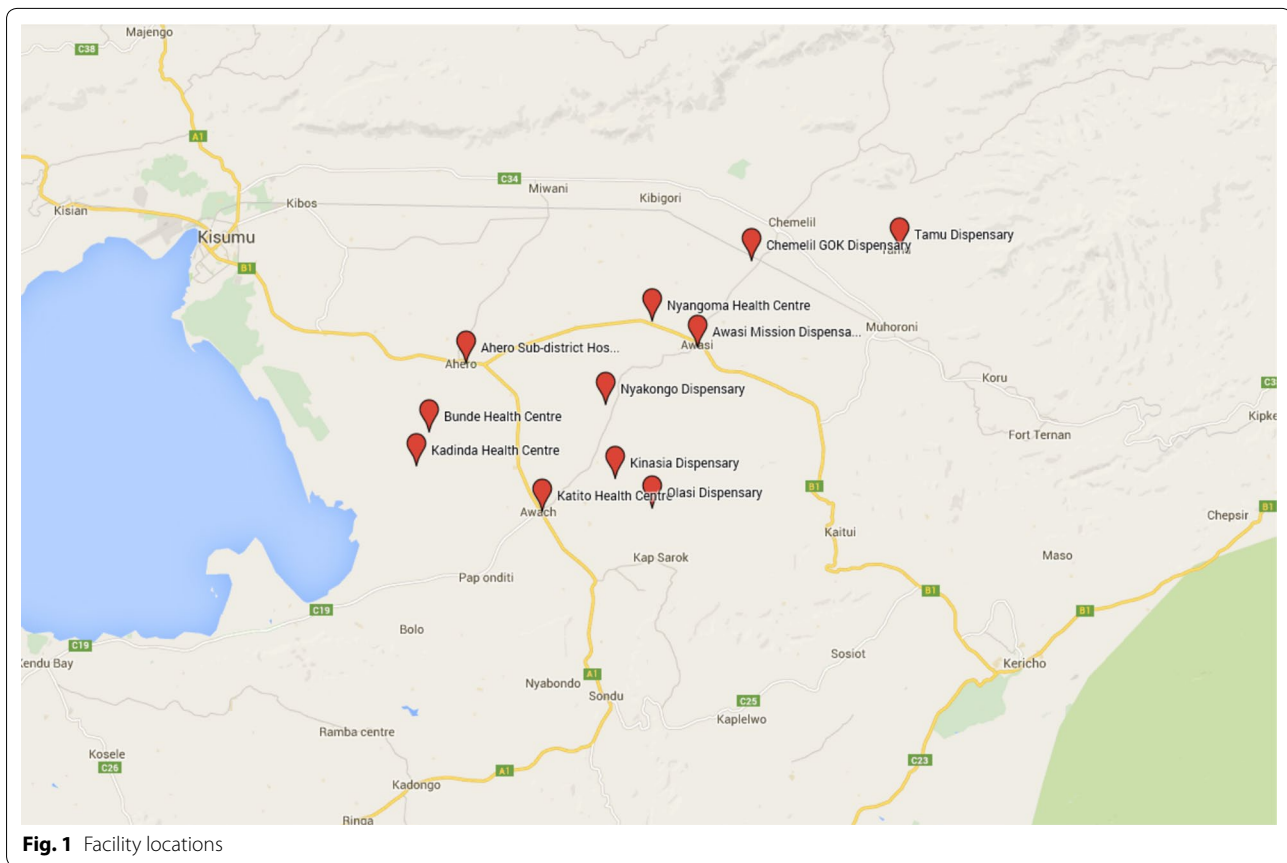 Majengo
C38
A1
C34
Miwani
Kibigori
Kisian
Kibos
Kisumu
Chemelil
Tamu Dispensary
Chemelil GOK Dispensary
B1
Nyangoma Health Centre
Awasi Mission Dispensa...
Muhoroni
Awasi
Ahero Sub-district Hos...
Ahero
Nyakongo Dispensary
Koru
Bunde Health Centre
Fort Ternan
Kadinda Health Centre
Kinasia Dispensary
Katito Health Centre
Olasi Dispensary
B1
Awach
B1
Chepsir
Kaitui
Kap Sarok
Maso
Pap onditi
B1
C19
B1
Bolo
C19
Kendu Bay
Sosiot
Kericho
A1
Nyabondo
Sondu
C25
Kaplelwo
Ramba centre
Kosele
C26
A1
C23
Kadongo
Ringa
Fig. 1 Facility locations